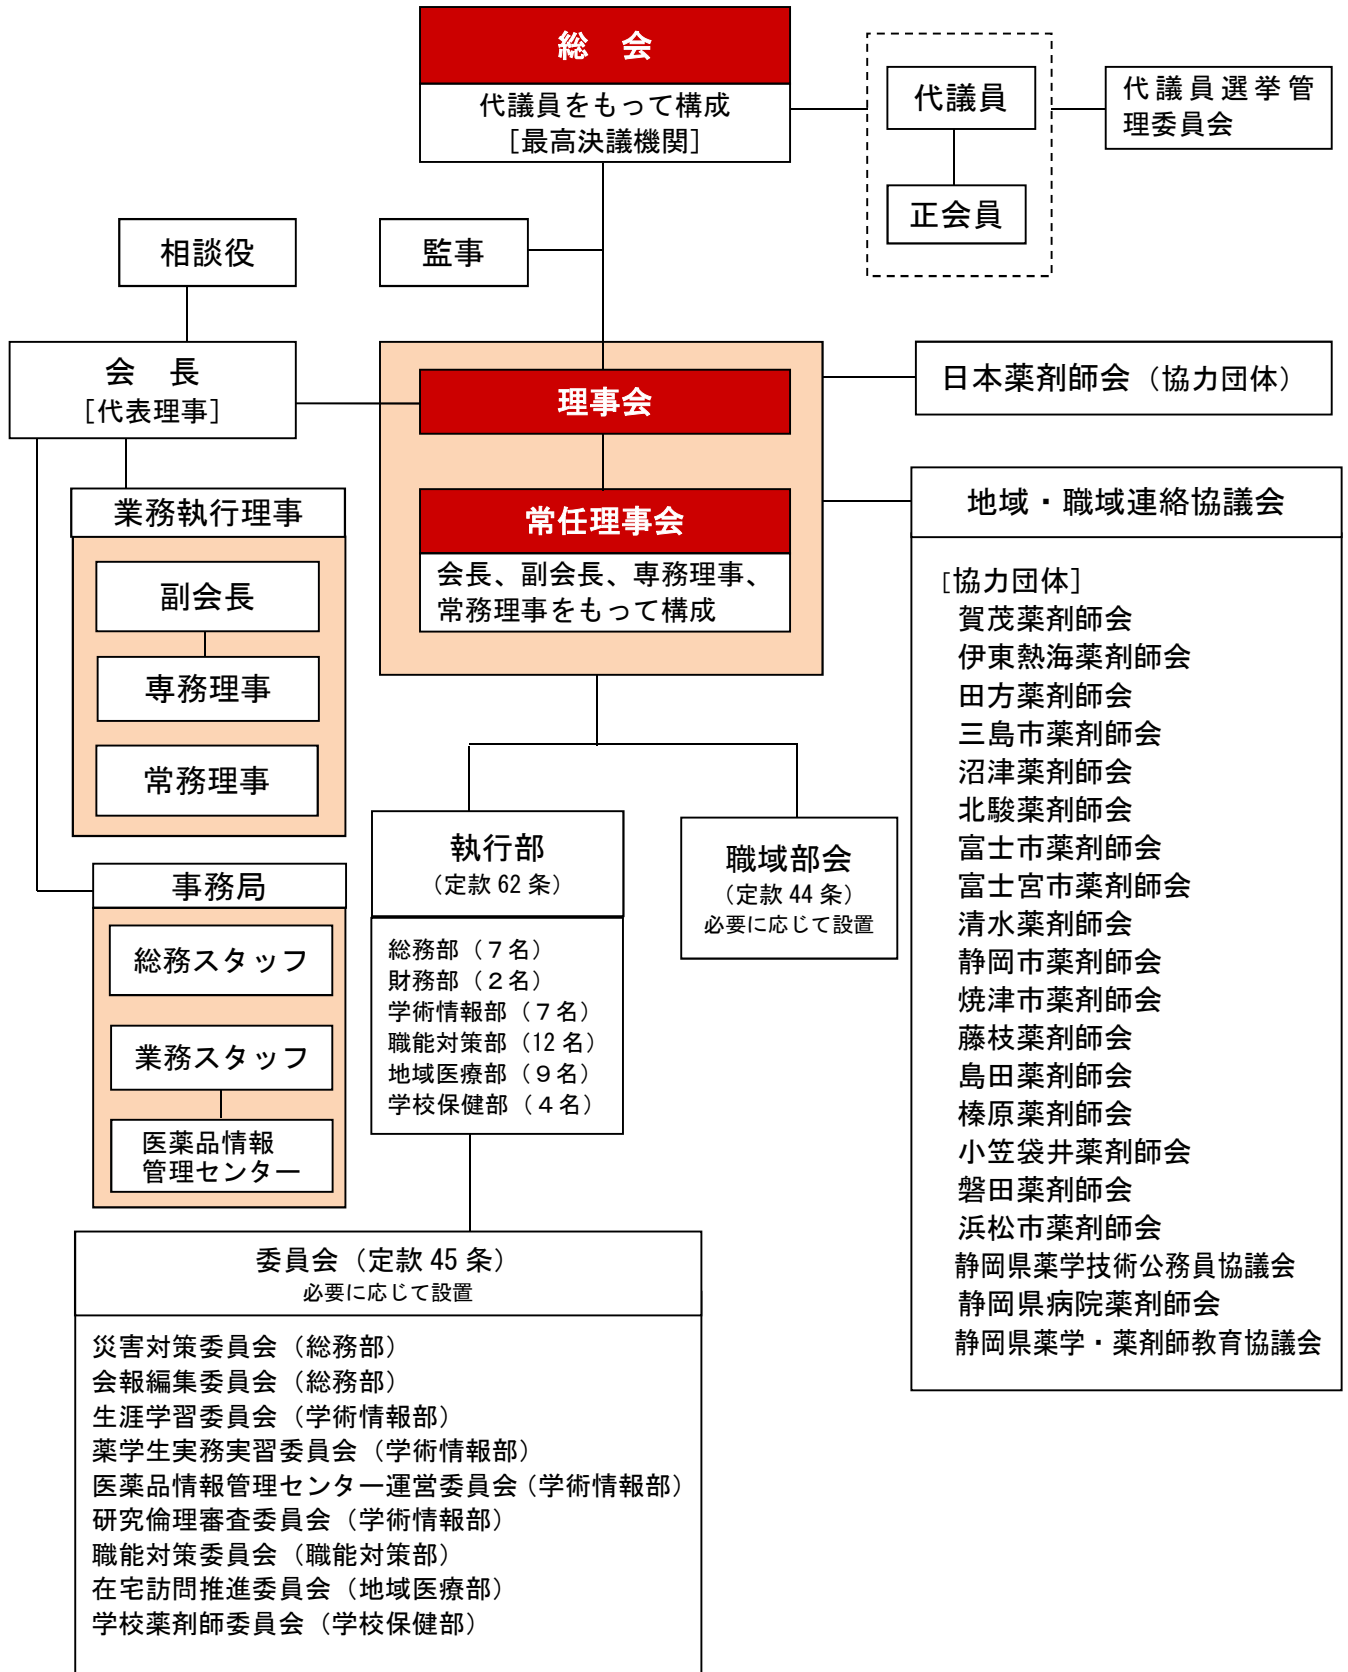 総　会
代議員をもって構成
［最高決議機関］
代議員
正会員
代議員選挙管
理委員会
相談役
監事
会　長
［代表理事］
理事会
日本薬剤師会（協力団体）
業務執行理事
副会長
専務理事
常務理事
常任理事会
会長、副会長、専務理事、
常務理事をもって構成
地域・職域連絡協議会
［協力団体］
賀茂薬剤師会
伊東熱海薬剤師会
田方薬剤師会
三島市薬剤師会
沼津薬剤師会
北駿薬剤師会
富士市薬剤師会
富士宮市薬剤師会
清水薬剤師会
静岡市薬剤師会
焼津市薬剤師会
藤枝薬剤師会
島田薬剤師会
榛原薬剤師会
小笠袋井薬剤師会
磐田薬剤師会
浜松市薬剤師会
静岡県薬学技術公務員協議会
静岡県病院薬剤師会
静岡県薬学・薬剤師教育協議会
事務局
総務スタッフ
業務スタッフ
医薬品情報
管理センター
執行部
（定款 62 条）
総務部（７名）
財務部（２名）
学術情報部（７名）
職能対策部（12 名）
地域医療部（９名）
学校保健部（４名）
職域部会
（定款 44 条）
必要に応じて設置
委員会（定款 45 条）
必要に応じて設置
災害対策委員会（総務部）
会報編集委員会（総務部）
生涯学習委員会（学術情報部）
薬学生実務実習委員会（学術情報部）
医薬品情報管理センター運営委員会（学術情報部）
研究倫理審査委員会（学術情報部）
職能対策委員会（職能対策部）
在宅訪問推進委員会（地域医療部）
学校薬剤師委員会（学校保健部）